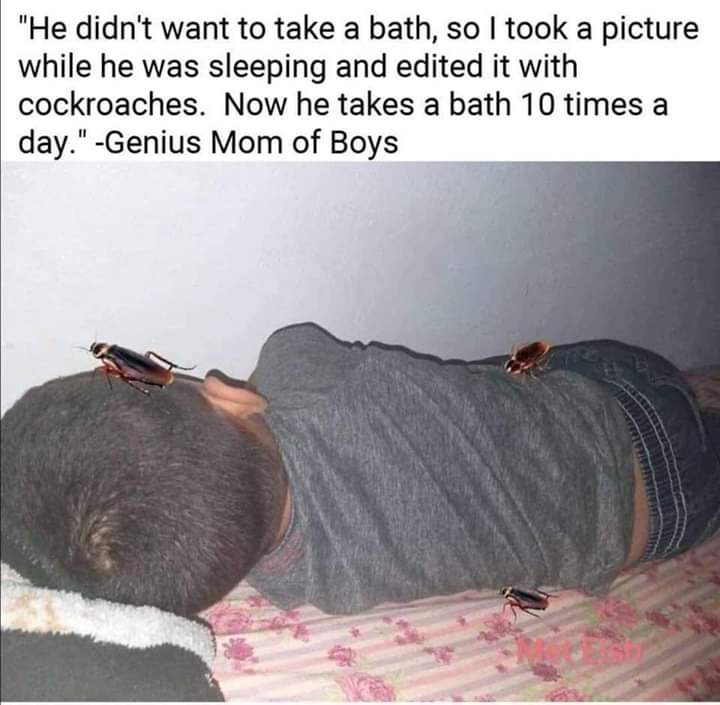 "He didn't want to take a bath, so I took a picture
while he was sleeping and edited it with
cockroaches.  Now he takes a bath 10 times a
day." -Genius Mom of Boys